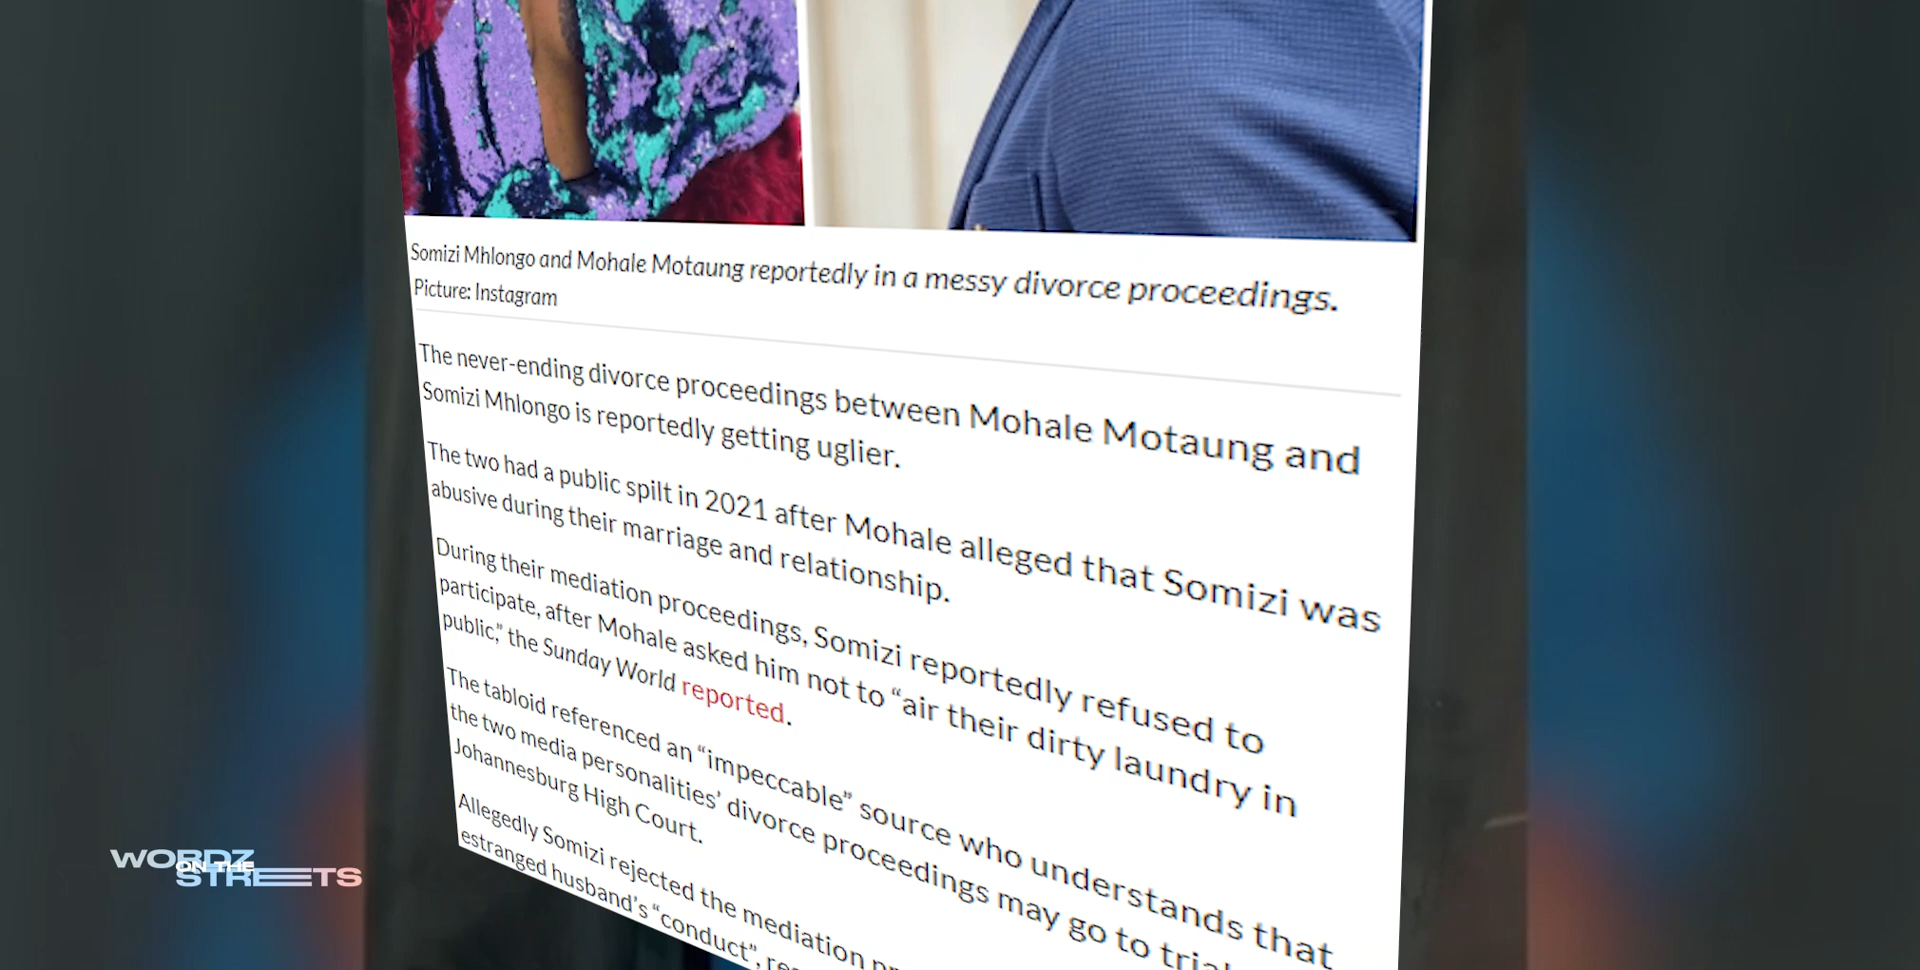 Somizi Mhlongo and Mohale Motaung reportedly in a messy divorce proceedings.
Picture: Instagram
The never-ending divorce proceedings between Mohale Motaung and
Somizi Mhlongo is reportedly getting uglier.
The two had a public spilt in 2021 after Mohale alleged that Somizi was
abusive during their marriage and relationship.
During their mediation proceedings, Somizi reportedly refused to
participate, after Mohale asked him not to “air their dirty laundry in
public,” the Sunday World reported.
The tabloid referenced an “impeccable” source who understands that
the two media personalities’ divorce proceedings may go to trial
Johannesburg High Court.
Allegedly Somizi rejected the mediation
estranged husband’s “conduct”,
WORDZ
ON THE
STREETS